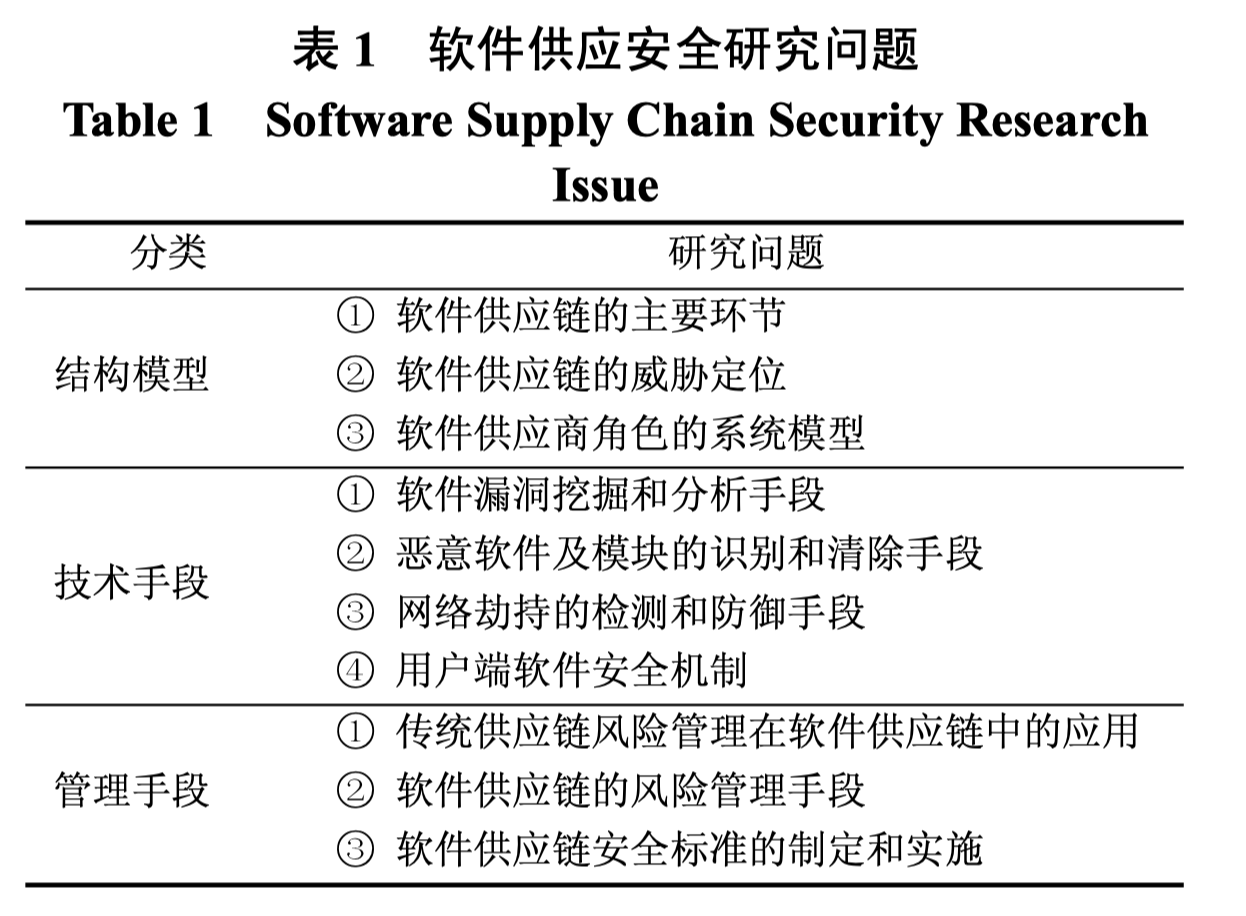 表 1 软件供应安全研究问题
Table 1 Software Supply Chain Security Research
Issue
分类 研究问题
① 软件供应链的主要环节
结构模型 ② 软件供应链的威胁定位
③ 软件供应商角色的系统模型
① 软件漏洞挖掘和分析手段
② 恶意软件及模块的识别和清除手段
技术手段
③ 网络劫持的检测和防御手段
④ 用户端软件安全机制
① 传统供应链风险管理在软件供应链中的应用
管理手段 ② 软件供应链的风险管理手段
③ 软件供应链安全标准的制定和实施